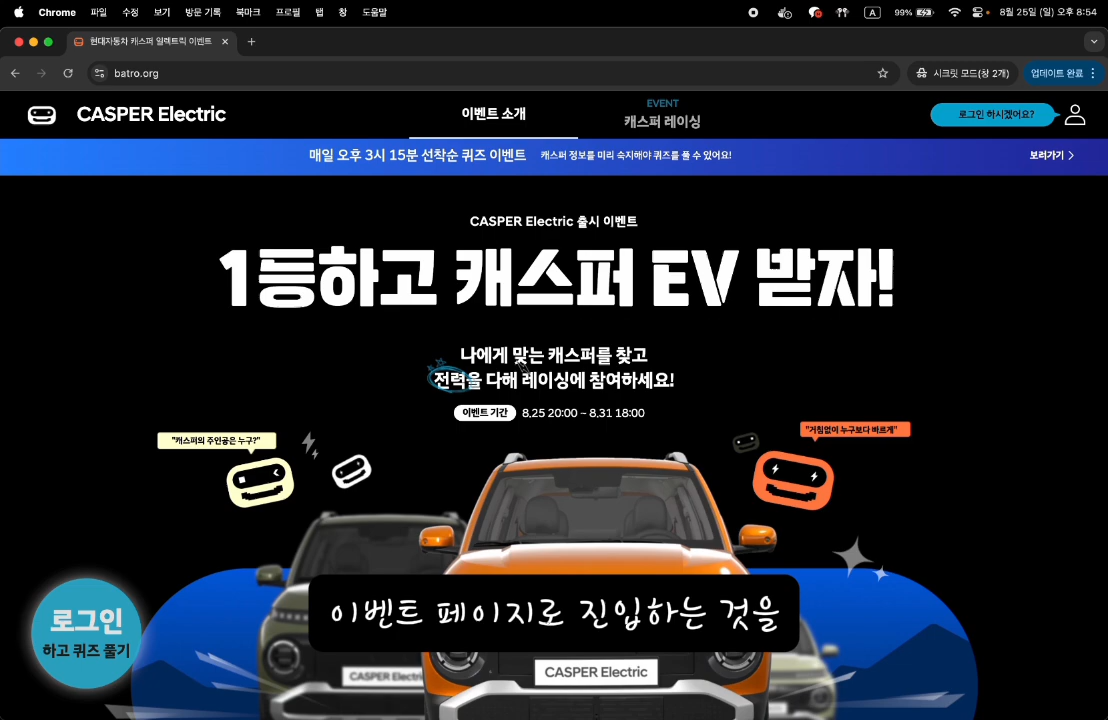 Chrome 파일 수정 보기 방문 기록 북마크 프로필 탭 창 도움말
A 99% 8월 25일 (일) 오후 8:54
현대자동차 캐스퍼 일렉트릭 이벤트
batro.org
시크릿 모드(창 2개)
업데이트 완료
CASPER Electric
이벤트 소개
EVENT
캐스퍼 레이싱
로그인 하시겠어요?
매일 오후 3시 15분 선착순 퀴즈 이벤트 캐스퍼 정보를 미리 숙지해야 퀴즈를 풀 수 있어요!
보러가기
CASPER Electric 출시 이벤트
1등하고 캐스퍼 EV 받자!
나에게 맞는 캐스퍼를 찾고
전력을 다해 레이싱에 참여하세요!
이벤트 기간 8.25 20:00 ~ 8.31 18:00
"캐스퍼의 주인공은 누구?"
"거침없이 누구보다 빠르게"
로그인
하고 퀴즈 풀기
이벤트 페이지로 진입하는 것을
CASPER Electric
CASPER Electric